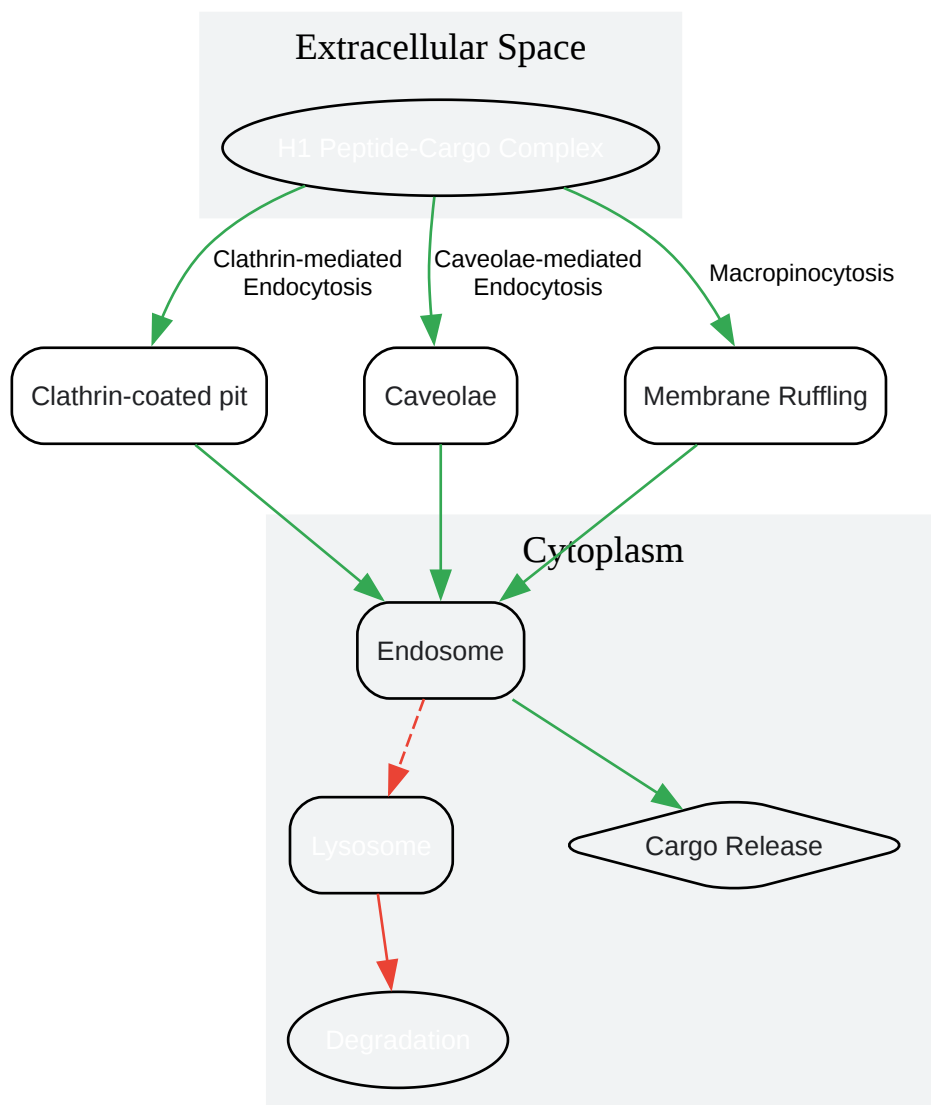 Extracellular Space
H1 Peptide-Cargo Complex
Clathrin-mediated
Endocytosis
Caveolae-mediated
Endocytosis
Macropinocytosis
Clathrin-coated pit
Caveolae
Membrane Ruffling
Cytoplasm
Endosome
Lysosome
Cargo Release
Degradation